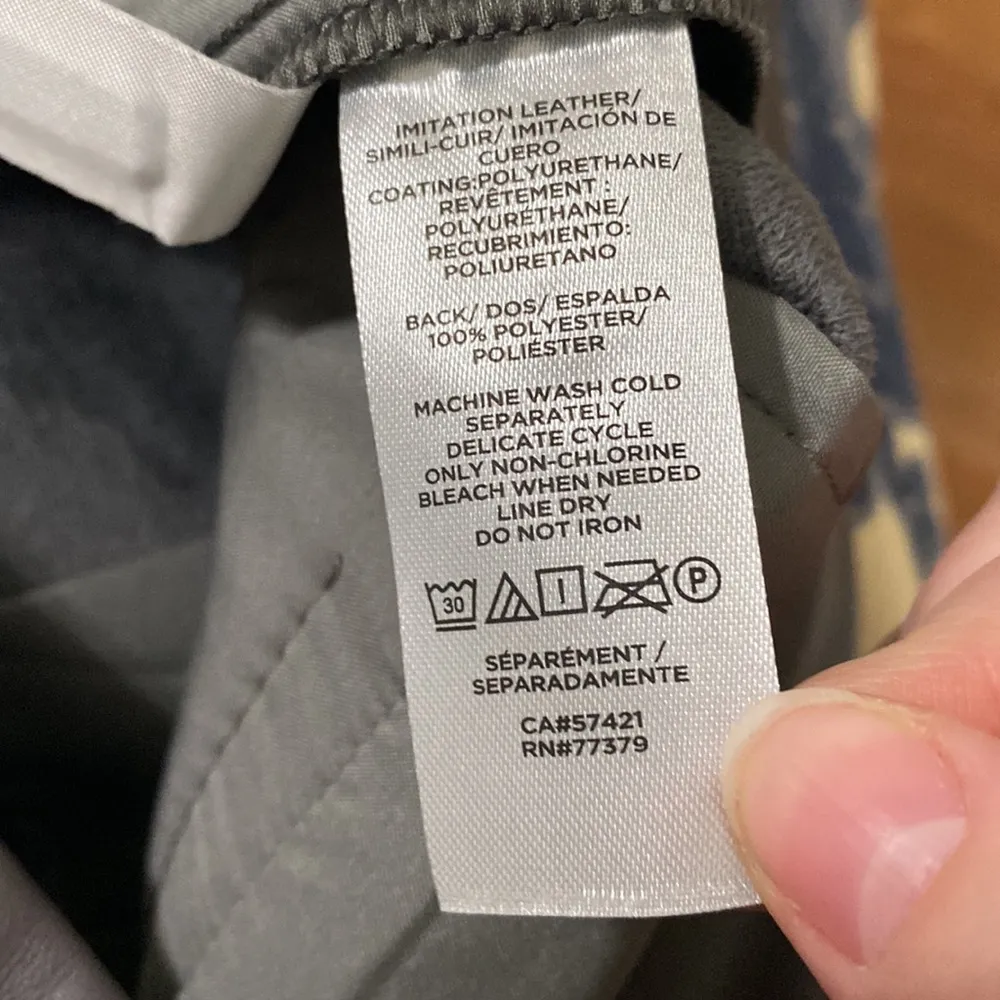 IMITATION LEATHER/
SIMILI-CUIR/ IMITACIÓN DE
CUERO
COATING:POLYURETHANE/
REVÊTEMENT :
POLYURÉTHANE/
RECUBRIMIENTO:
POLIURETANO
BACK/ DOS/ ESPALDA
100% POLYESTER/
POLIÉSTER
MACHINE WASH COLD
SEPARATELY
DELICATE CYCLE
ONLY NON-CHLORINE
BLEACH WHEN NEEDED
LINE DRY
DO NOT IRON
30 P
SÉPARÉMENT /
SEPARADAMENTE
CA#57421
RN#77379